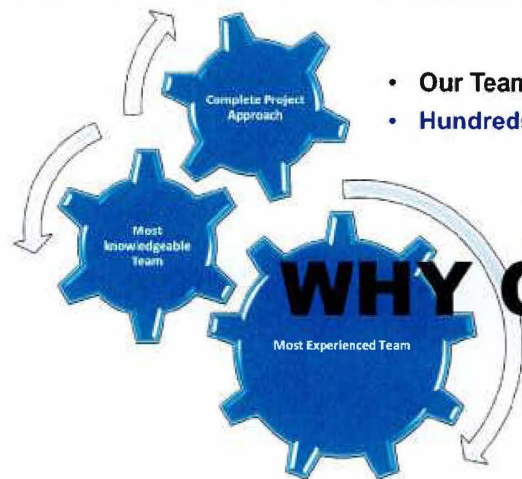 Complete Project
Approach
• Our Team
• Hundreds
Most
knowledgeable
Team
WHY
Most Experienced Team